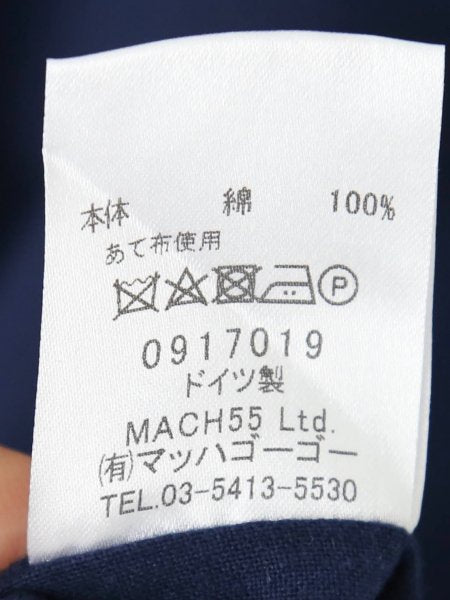 本体 綿 100%
あて布使用
P
0917019
ドイツ製
MACH55 Ltd.
(有)マッハゴーゴー
TEL.03-5413-5530